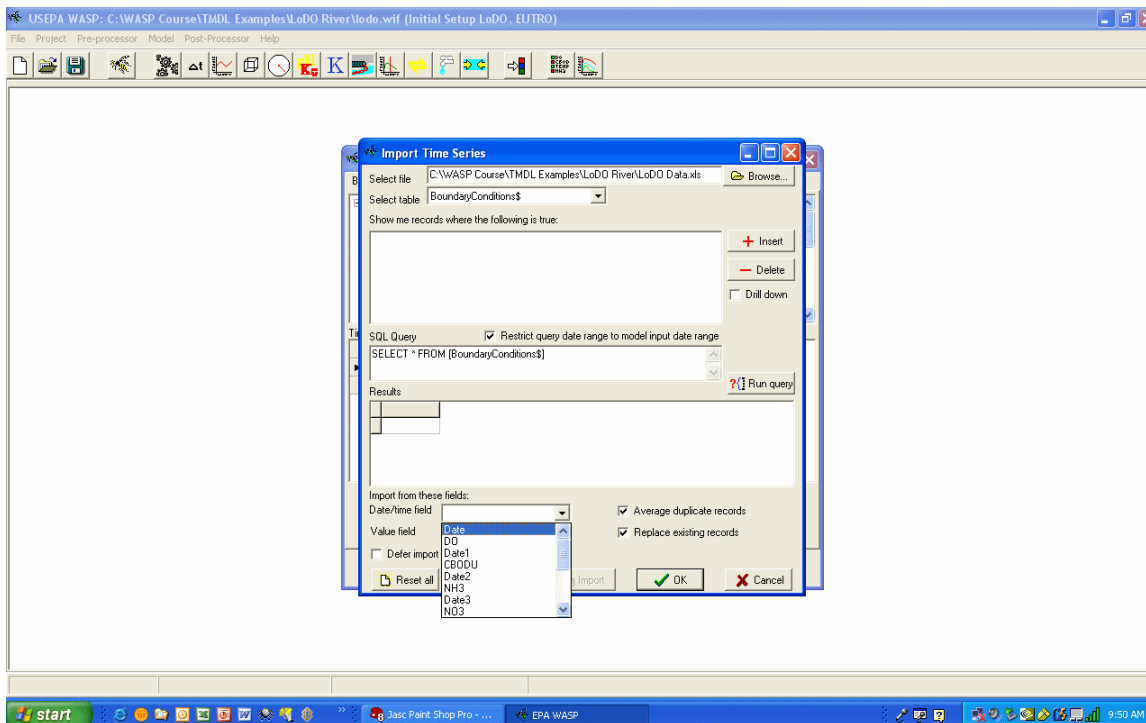 USEPA WASP: C:\WASP Course\TMDL Examples\LoDO River\lodo.wif (Initial Setup LoDO, EUTRO)
File Project Pre-processor Model Post-Processor Help
Δt
K
Import Time Series
Select file C:\WASP Course\TMDL Examples\LoDO River\LoDO Data.xls Browse...
Select table BoundaryConditions$
Show me records where the following is true:
Insert
Delete
Drill down
SQL Query Restrict query date range to model input date range
SELECT * FROM [BoundaryConditions$]
Run query
Results
Import from these fields:
Date/time field
Average duplicate records
Value field
Replace existing records
Date
DO
Date1
CBODU
Date2
NH3
Date3
NO3
Defer import
Reset all Import OK Cancel
start Jasc Paint Shop Pro - ... EPA WASP 9:50 AM